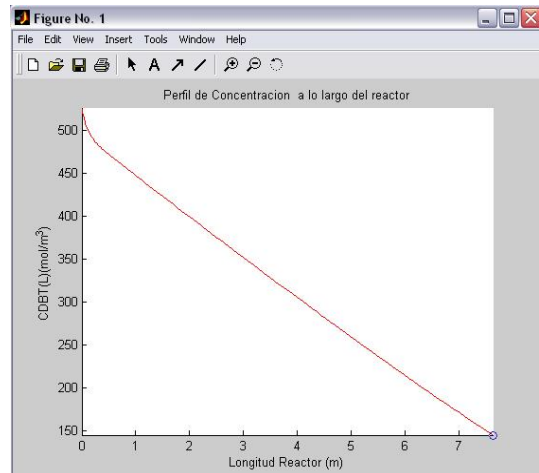 Figure No. 1
File Edit View Insert Tools Window Help
A
Perfil de Concentracion a lo largo del reactor
500
450
400
350
300
250
200
150
CDBT(L)(mol/m³)
0 1 2 3 4 5 6 7
Longitud Reactor (m)